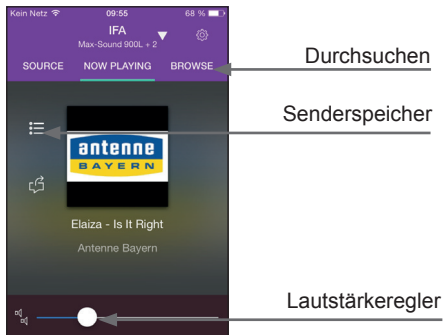 Kein Netz 09:55 68 %
IFA
Max-Sound 900L + 2
SOURCE NOW PLAYING BROWSE
Durchsuchen
Senderspeicher
antenne
BAYERN
Elaiza - Is It Right
Antenne Bayern
Lautstärkeregler